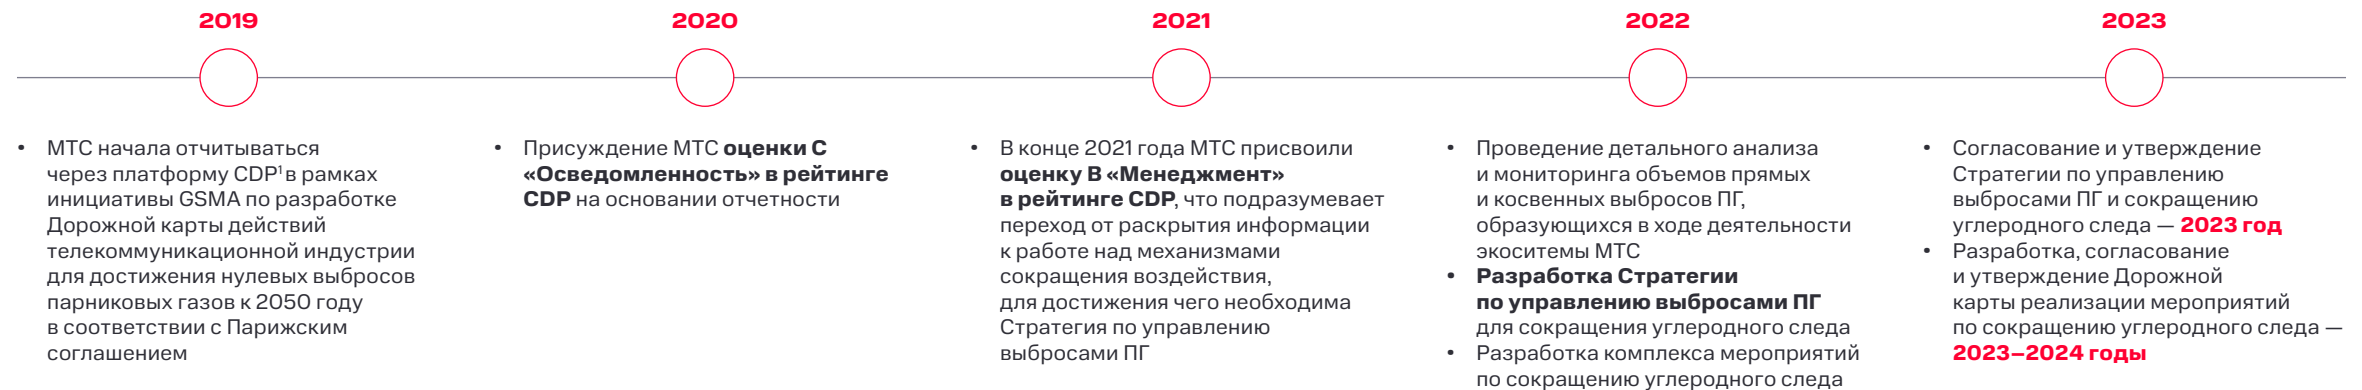 2019
• МТС начала отчитываться
через платформу CDP¹ в рамках
инициативы GSMA по разработке
Дорожной карты действий
телекоммуникационной индустрии
для достижения нулевых выбросов
парниковых газов к 2050 году
в соответствии с Парижским
соглашением
2020
• Присуждение МТС оценки С
«Осведомленность» в рейтинге
CDP на основании отчетности
2021
• В конце 2021 года МТС присвоили
оценку В «Менеджмент»
в рейтинге CDP, что подразумевает
переход от раскрытия информации
к работе над механизмами
сокращения воздействия,
для достижения чего необходима
Стратегия по управлению
выбросами ПГ
2022
• Проведение детального анализа
и мониторинга объемов прямых
и косвенных выбросов ПГ,
образующихся в ходе деятельности
экоситемы МТС
• Разработка Стратегии
по управлению выбросами ПГ
для сокращения углеродного следа
• Разработка комплекса мероприятий
по сокращению углеродного следа
2023
• Согласование и утверждение
Стратегии по управлению
выбросами ПГ и сокращению
углеродного следа — 2023 год
• Разработка, согласование
и утверждение Дорожной
карты реализации мероприятий
по сокращению углеродного следа —
2023–2024 годы